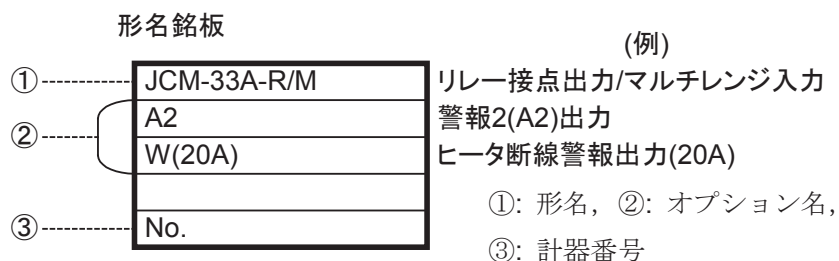 形名銘板
(例)
① JCM-33A-R/M リレー接点出力/マルチレンジ入力
② A2 警報2(A2)出力
W(20A) ヒータ断線警報出力(20A)
①: 形名, ②: オプション名,
③ No.
③: 計器番号